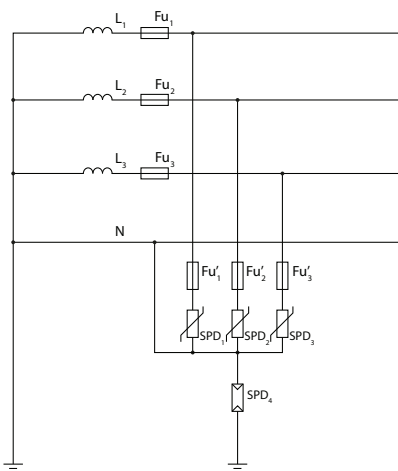 L₁ Fu₁
L₂ Fu₂
L₃ Fu₃
N
Fu'₁ Fu'₂ Fu'₃
SPD₁ SPD₂ SPD₃
SPD₄